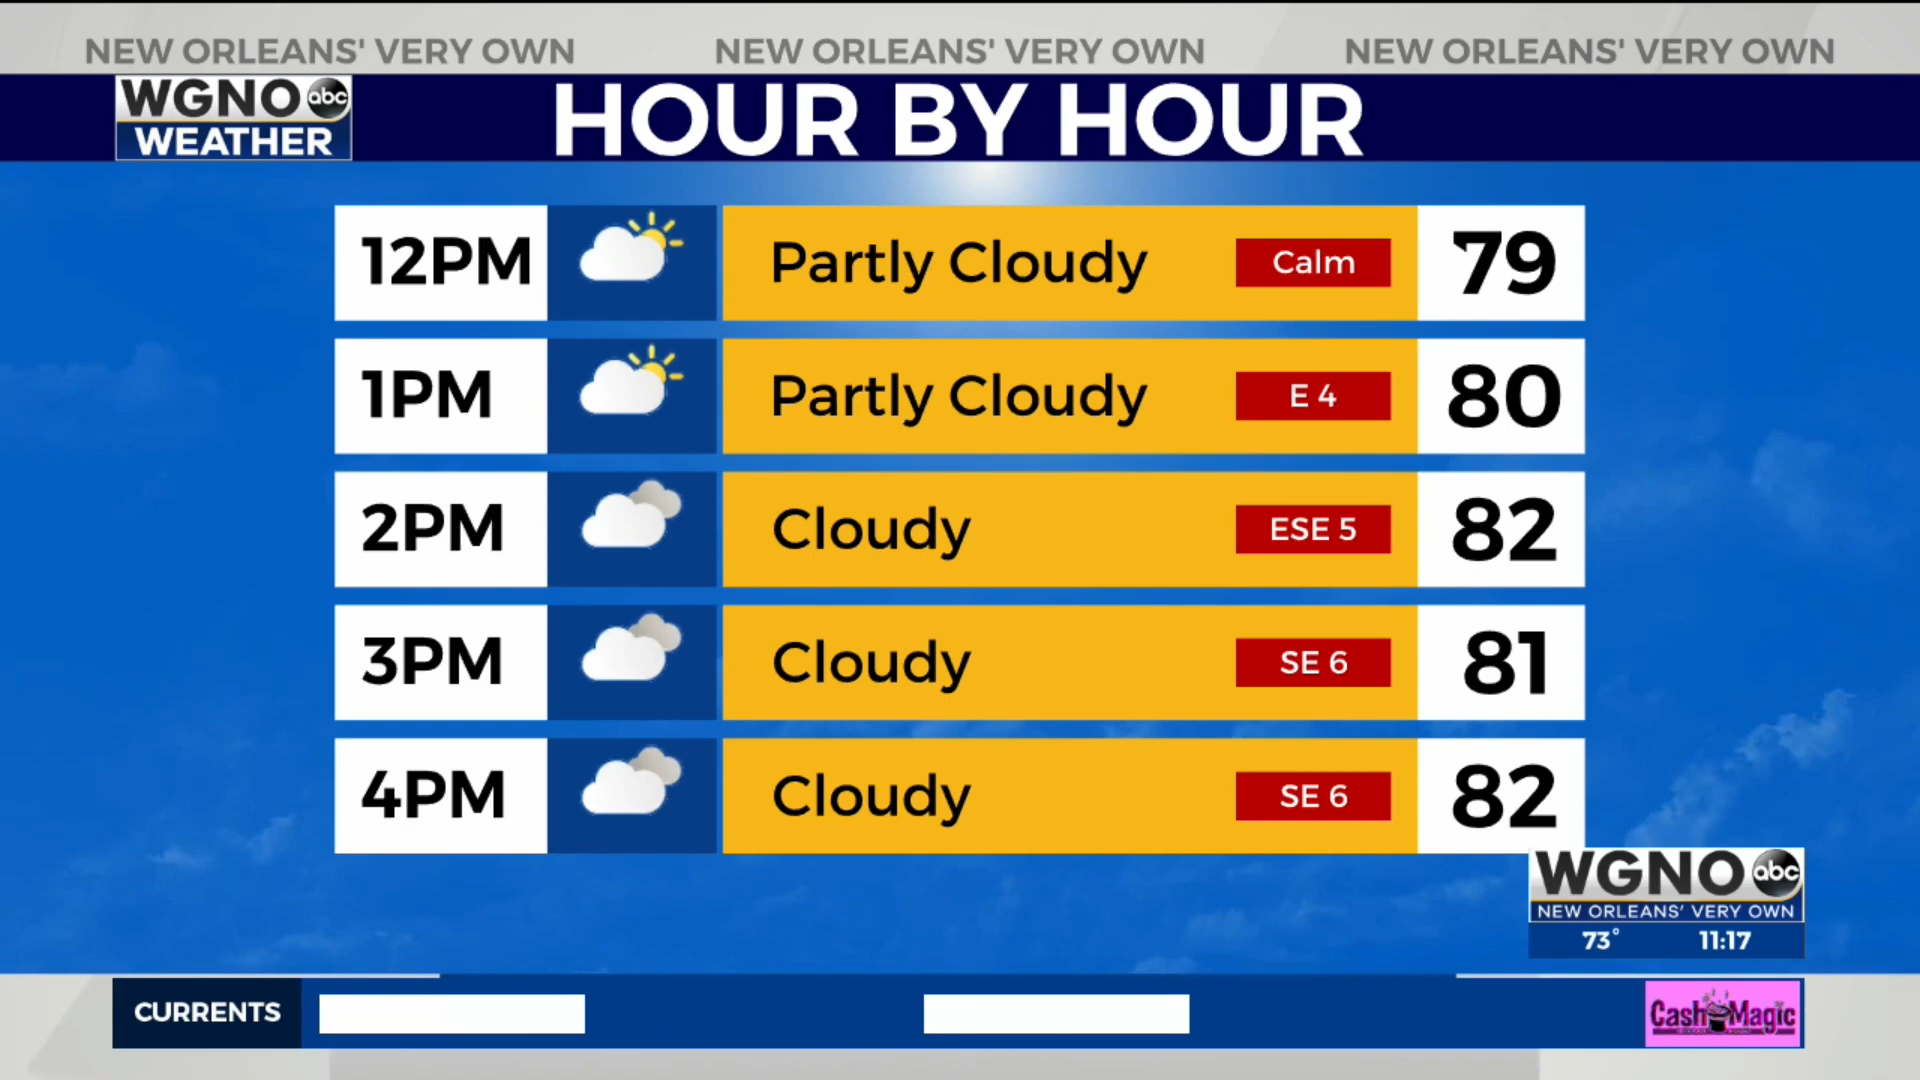 NEW ORLEANS' VERY OWN NEW ORLEANS' VERY OWN NEW ORLEANS' VERY OWN
WGNO abc
WEATHER
HOUR BY HOUR
12PM Partly Cloudy Calm 79
1PM Partly Cloudy E 4 80
2PM Cloudy ESE 5 82
3PM Cloudy SE 6 81
4PM Cloudy SE 6 82
WGNO abc
NEW ORLEANS' VERY OWN
73° 11:17
CURRENTS
Cash Magic